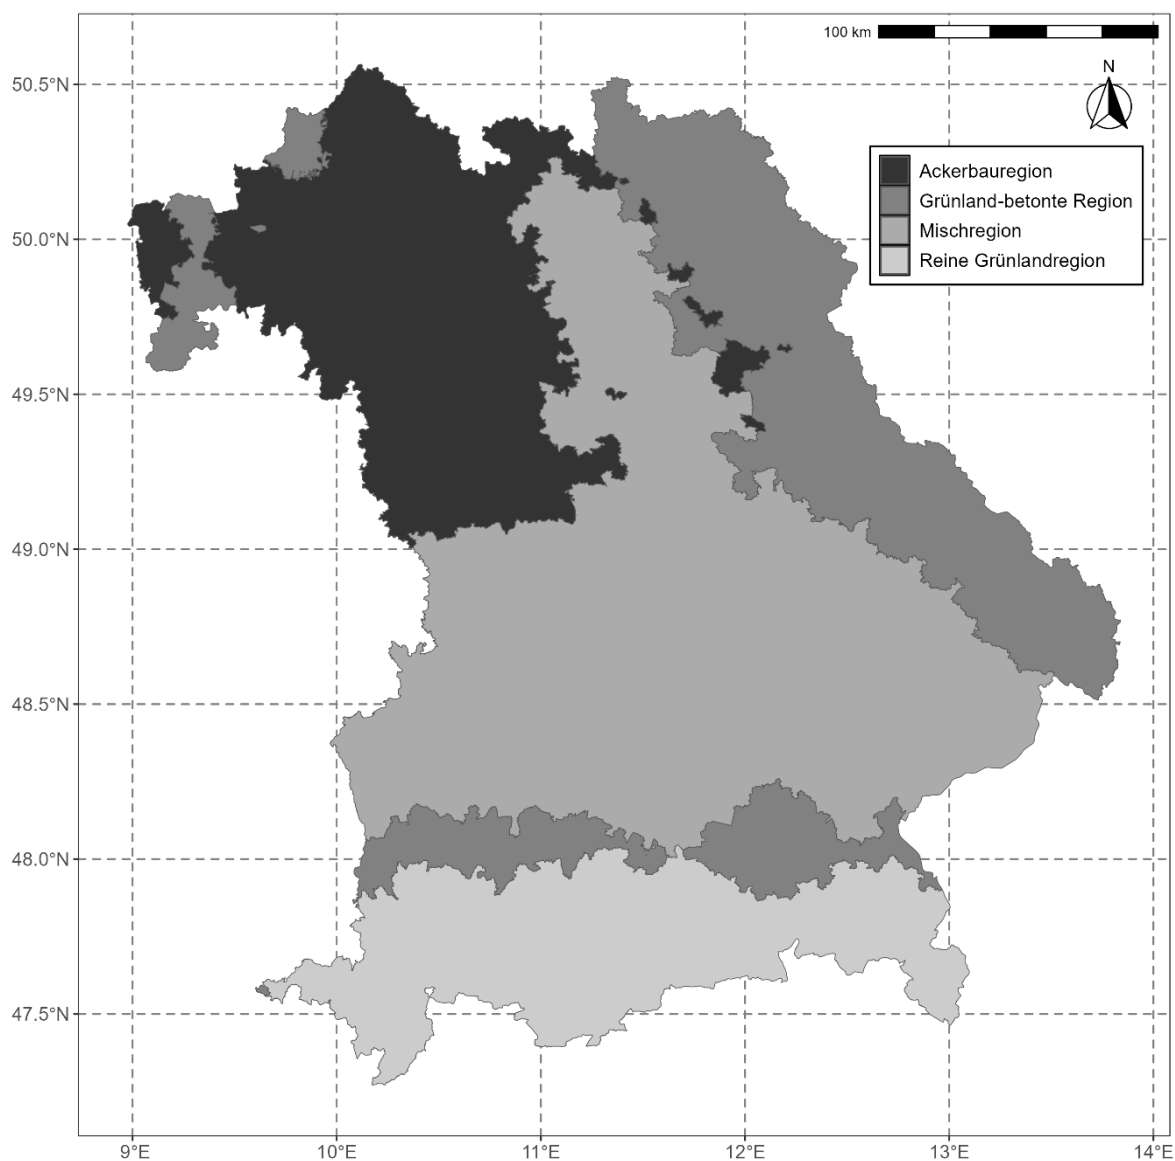 100 km
N
Ackerbauregion
Grünland-betonte Region
Mischregion
Reine Grünlandregion
50.5°N
50.0°N
49.5°N
49.0°N
48.5°N
48.0°N
47.5°N
9°E 10°E 11°E 12°E 13°E 14°E